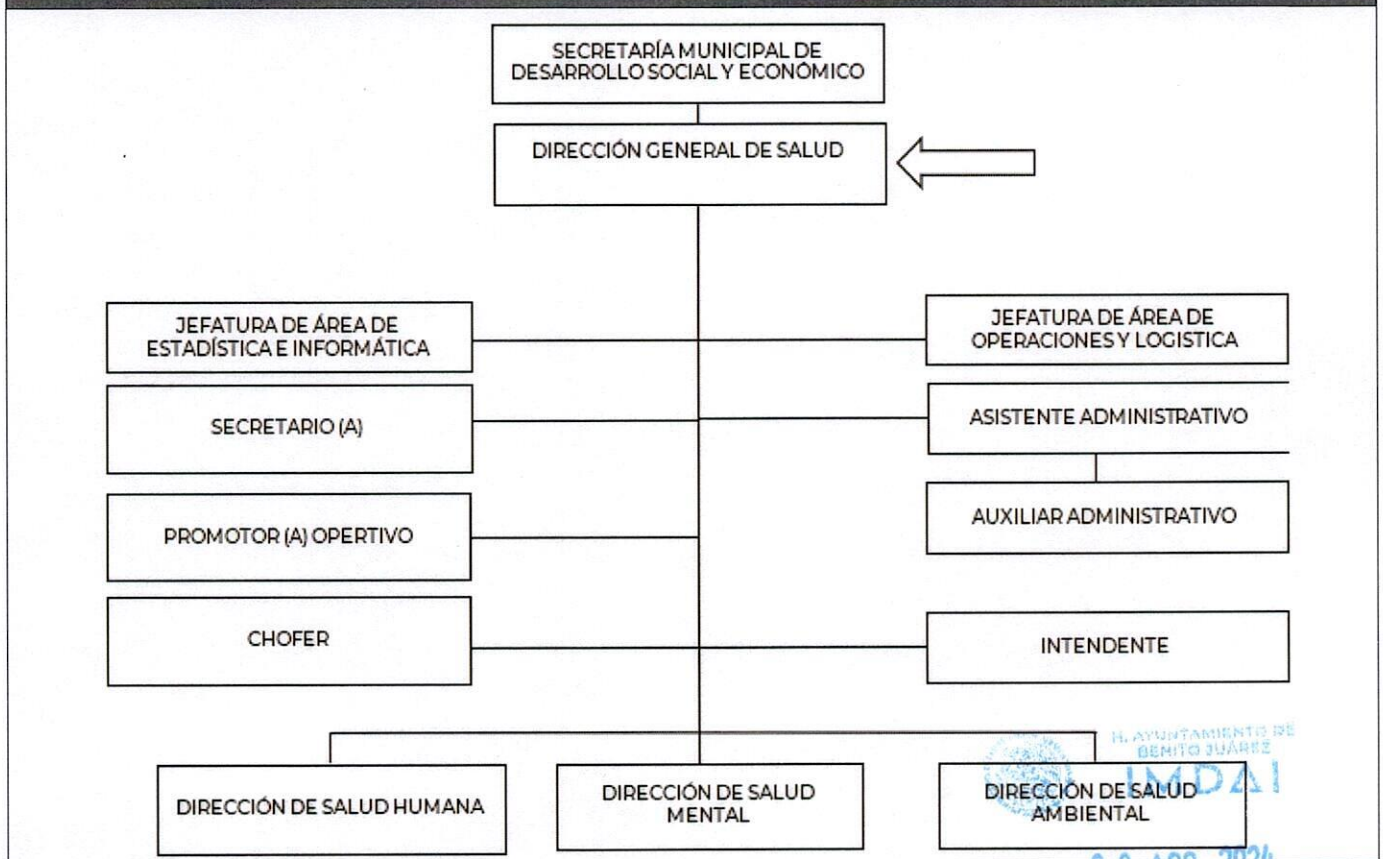 SECRETARÍA MUNICIPAL DE
DESARROLLO SOCIAL Y ECONÓMICO
DIRECCIÓN GENERAL DE SALUD
JEFATURA DE ÁREA DE
ESTADÍSTICA E INFORMÁTICA
JEFATURA DE ÁREA DE
OPERACIONES Y LOGISTICA
SECRETARIO (A)
ASISTENTE ADMINISTRATIVO
PROMOTOR (A) OPERTIVO
AUXILIAR ADMINISTRATIVO
CHOFER
INTENDENTE
H. AYUNTAMIENTO DE
BENITO JUÁREZ
IMDAI
DIRECCIÓN DE SALUD HUMANA
DIRECCIÓN DE SALUD
MENTAL
DIRECCIÓN DE SALUD
AMBIENTAL
2024